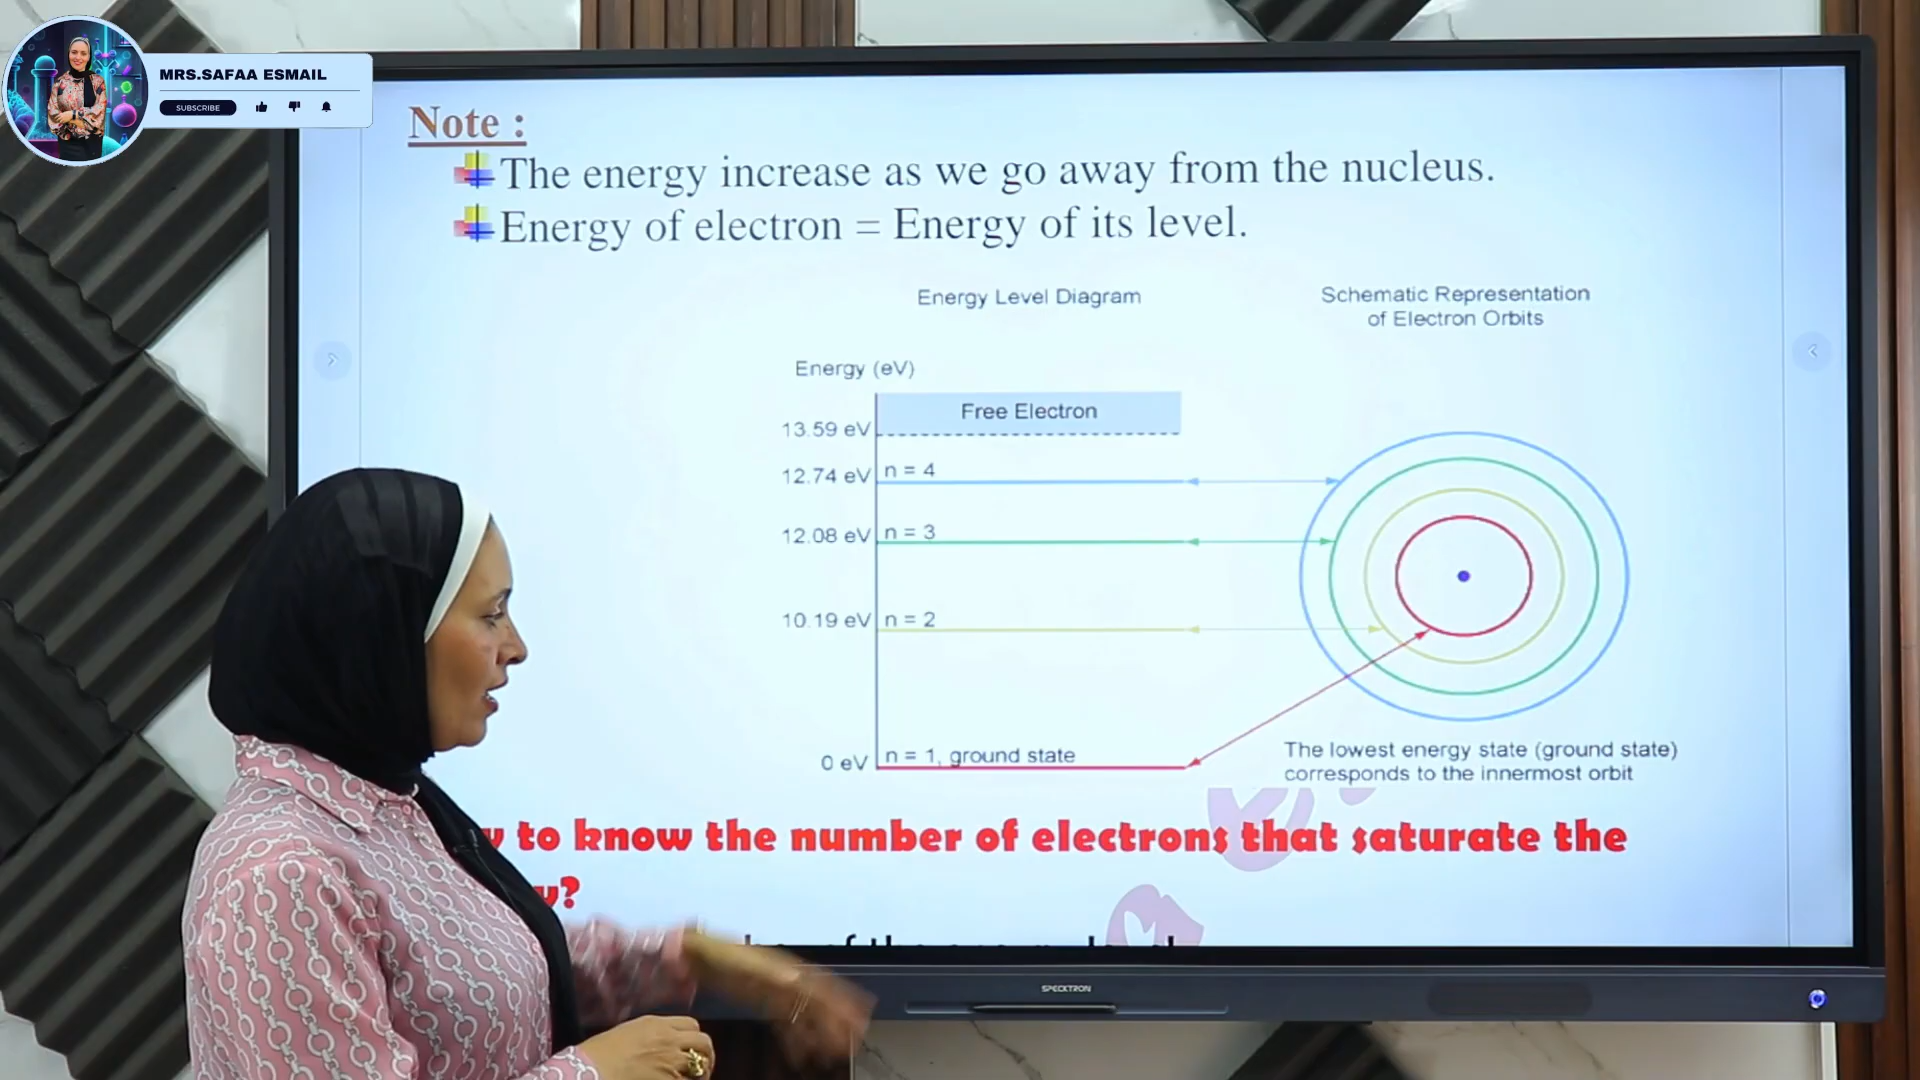 MRS.SAFAA ESMAIL
SUBSCRIBE
Note :
The energy increase as we go away from the nucleus.
Energy of electron = Energy of its level.
Energy Level Diagram
Schematic Representation
of Electron Orbits
Energy (eV)
Free Electron
13.59 eV
12.74 eV n = 4
12.08 eV n = 3
10.19 eV n = 2
0 eV n = 1, ground state
The lowest energy state (ground state)
corresponds to the innermost orbit
to know the number of electrons that saturate the
SPECKTRON